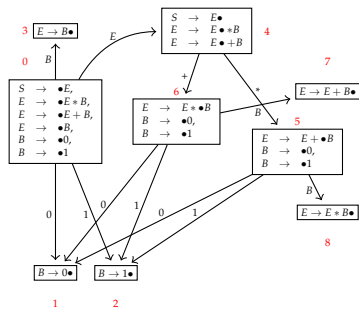 3
E → B●
4
S → E●
E → E●*B
E → E●+B
E
0
B
7
S → ●E,
E → ●E * B,
E → ●E + B,
E → ●B,
B → ●0,
B → ●1
+
*
E → E + B●
6
B
E → E * ●B
B → ●0,
B → ●1
5
E → E + ●B
B → ●0,
B → ●1
B
0
1
0
1
0
1
E → E * B●
8
B → 0●
B → 1●
1
2